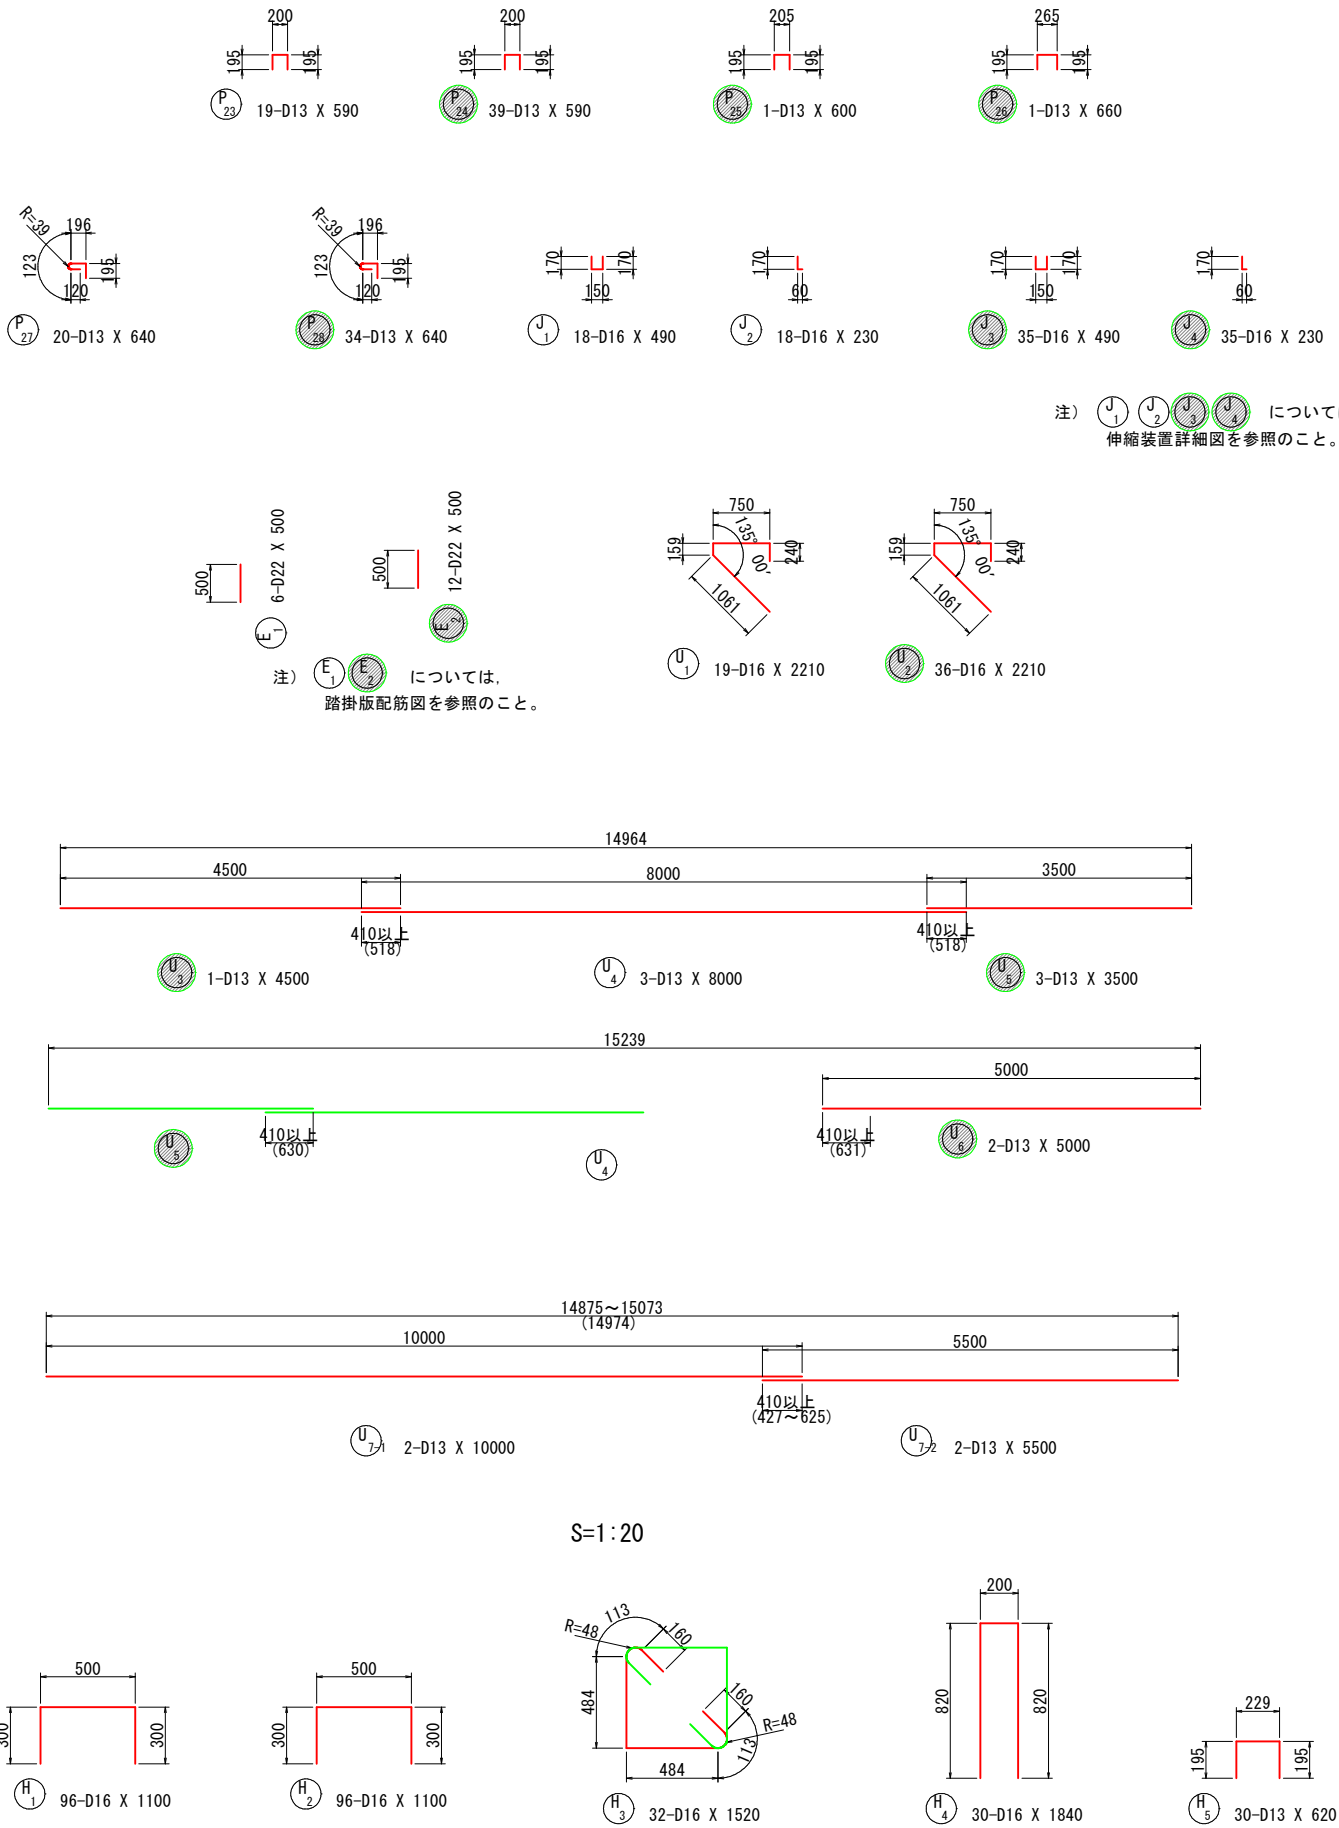 200 200 205 265
195 195 195 195 195 195 195 195
P23 19-D13 X 590 P24 39-D13 X 590 P25 1-D13 X 600 P26 1-D13 X 660
R=39 196 R=39 196
123 195 123 195 170 170 170 170 170 170
120 120 150 60 150 60
P27 20-D13 X 640 P28 34-D13 X 640 J1 18-D16 X 490 J2 18-D16 X 230 J3 35-D16 X 490 J4 35-D16 X 230
注) J1 J2 J3 J4 について
伸縮装置詳細図を参照のこと。
500 6-D22 X 500 500 12-D22 X 500
E1 E2
750 750
159 135° 00′ 240 159 135° 00′ 240
1061 1061
U1 19-D16 X 2210 U2 36-D16 X 2210
注) E1 E2 については,
踏掛版配筋図を参照のこと。
14964
4500 8000 3500
410以上 410以上
(518) (518)
U3 1-D13 X 4500 U4 3-D13 X 8000 U5 3-D13 X 3500
15239
5000
410以上 410以上
(630) (631)
U5 U4 U6 2-D13 X 5000
14875～15073
(14974)
10000 5500
410以上
(427～625)
U7-1 2-D13 X 10000 U7-2 2-D13 X 5500
S=1:20
500 500 R=48 113 160 200
300 300 300 300 484 160 R=48 113 820 820 229
484 195 195
H1 96-D16 X 1100 H2 96-D16 X 1100 H3 32-D16 X 1520 H4 30-D16 X 1840 H5 30-D13 X 620